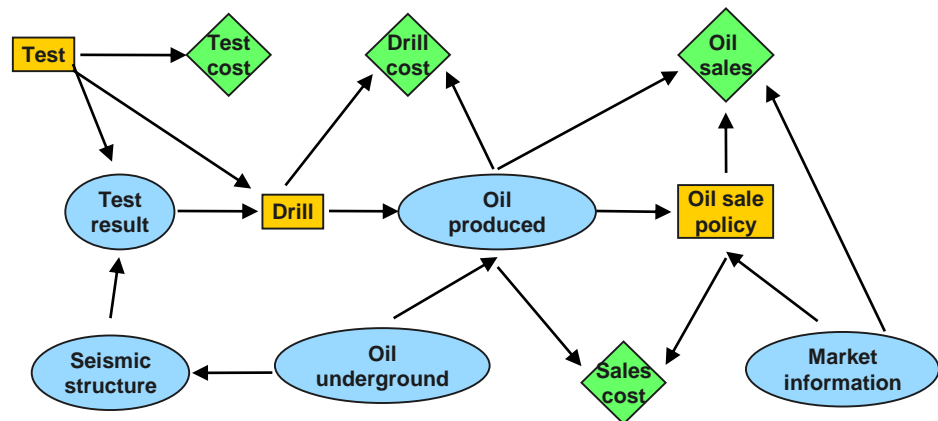 Test
Test
cost
Drill
cost
Oil
sales
Test
result
Drill
Oil
produced
Oil sale
policy
Seismic
structure
Oil
underground
Sales
cost
Market
information